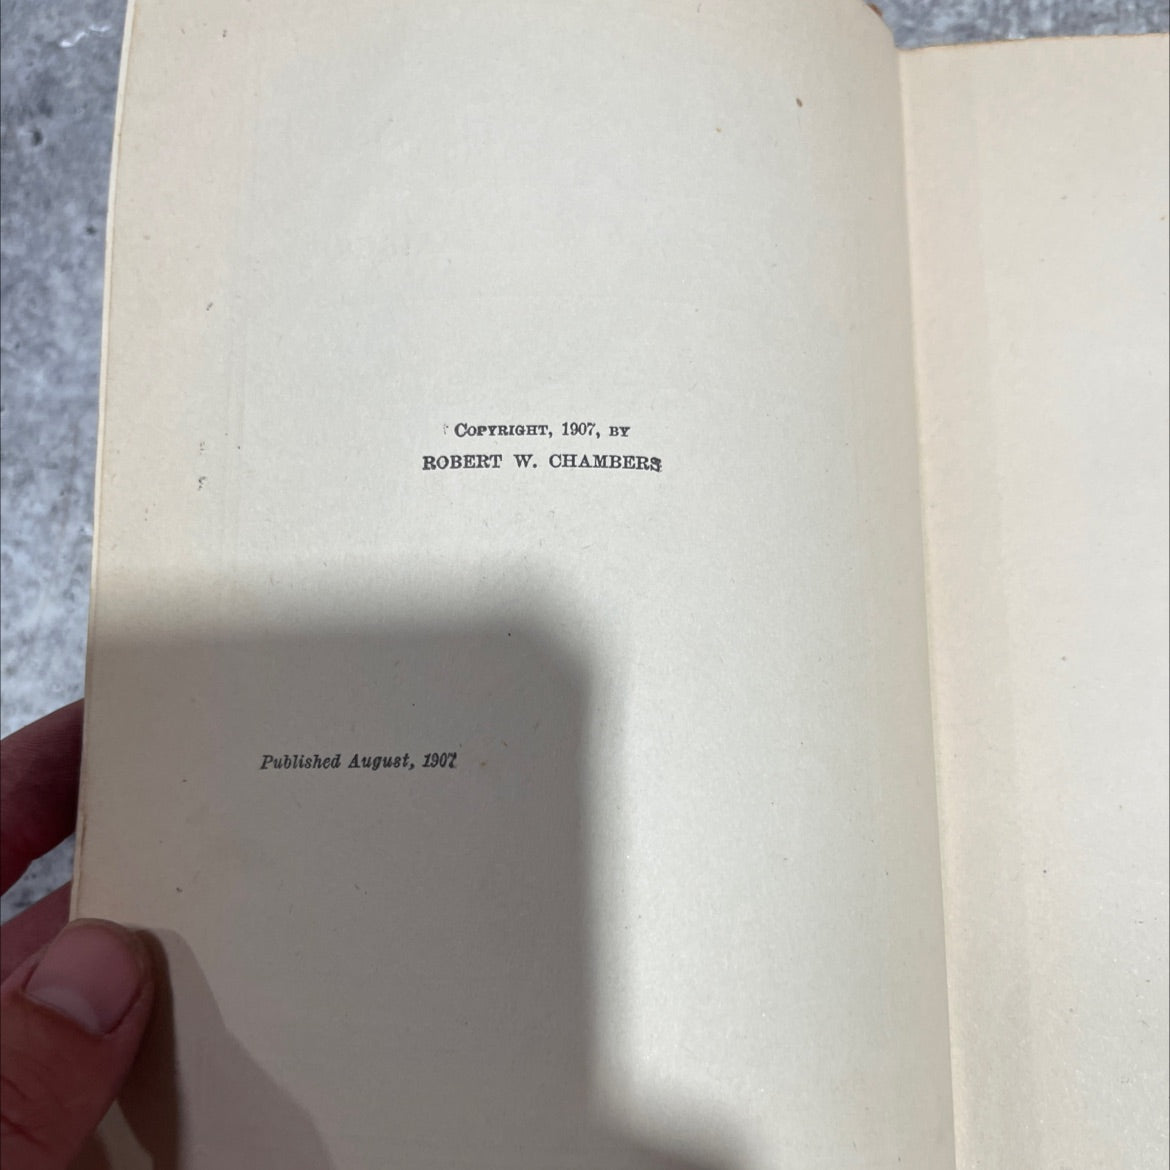 Copyright, 1907, by
ROBERT W. CHAMBERS
Published August, 1907